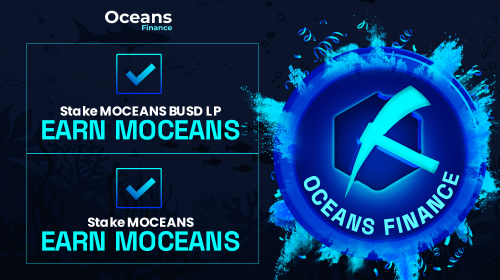 Oceans
Finance
Stake MOCEANS BUSD LP
EARN MOCEANS
Stake MOCEANS
EARN MOCEANS
OCEANS FINANCE